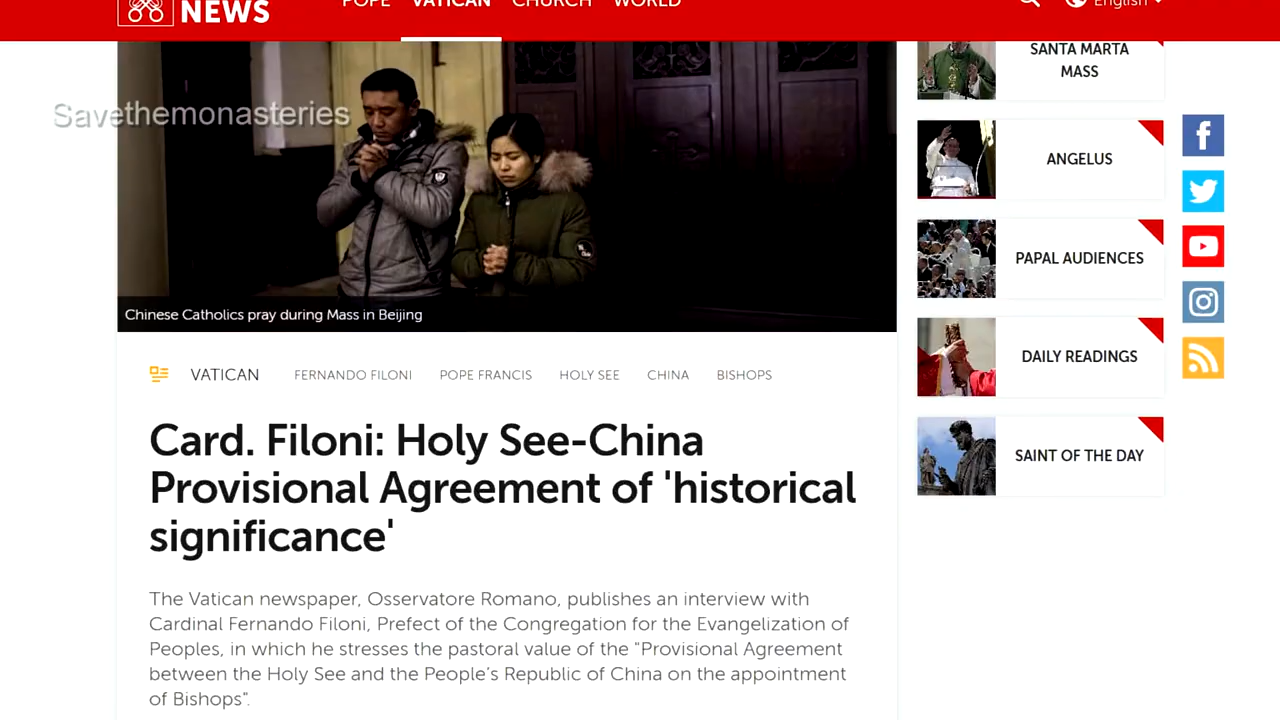 NEWS
POPE VATICAN CHURCH WORLD
English
Savethemonasteries
Chinese Catholics pray during Mass in Beijing
VATICAN FERNANDO FILONI POPE FRANCIS HOLY SEE CHINA BISHOPS
Card. Filoni: Holy See-China
Provisional Agreement of 'historical
significance'
The Vatican newspaper, Osservatore Romano, publishes an interview with
Cardinal Fernando Filoni, Prefect of the Congregation for the Evangelization of
Peoples, in which he stresses the pastoral value of the "Provisional Agreement
between the Holy See and the People’s Republic of China on the appointment
of Bishops".
SANTA MARTA
MASS
ANGELUS
PAPAL AUDIENCES
DAILY READINGS
SAINT OF THE DAY